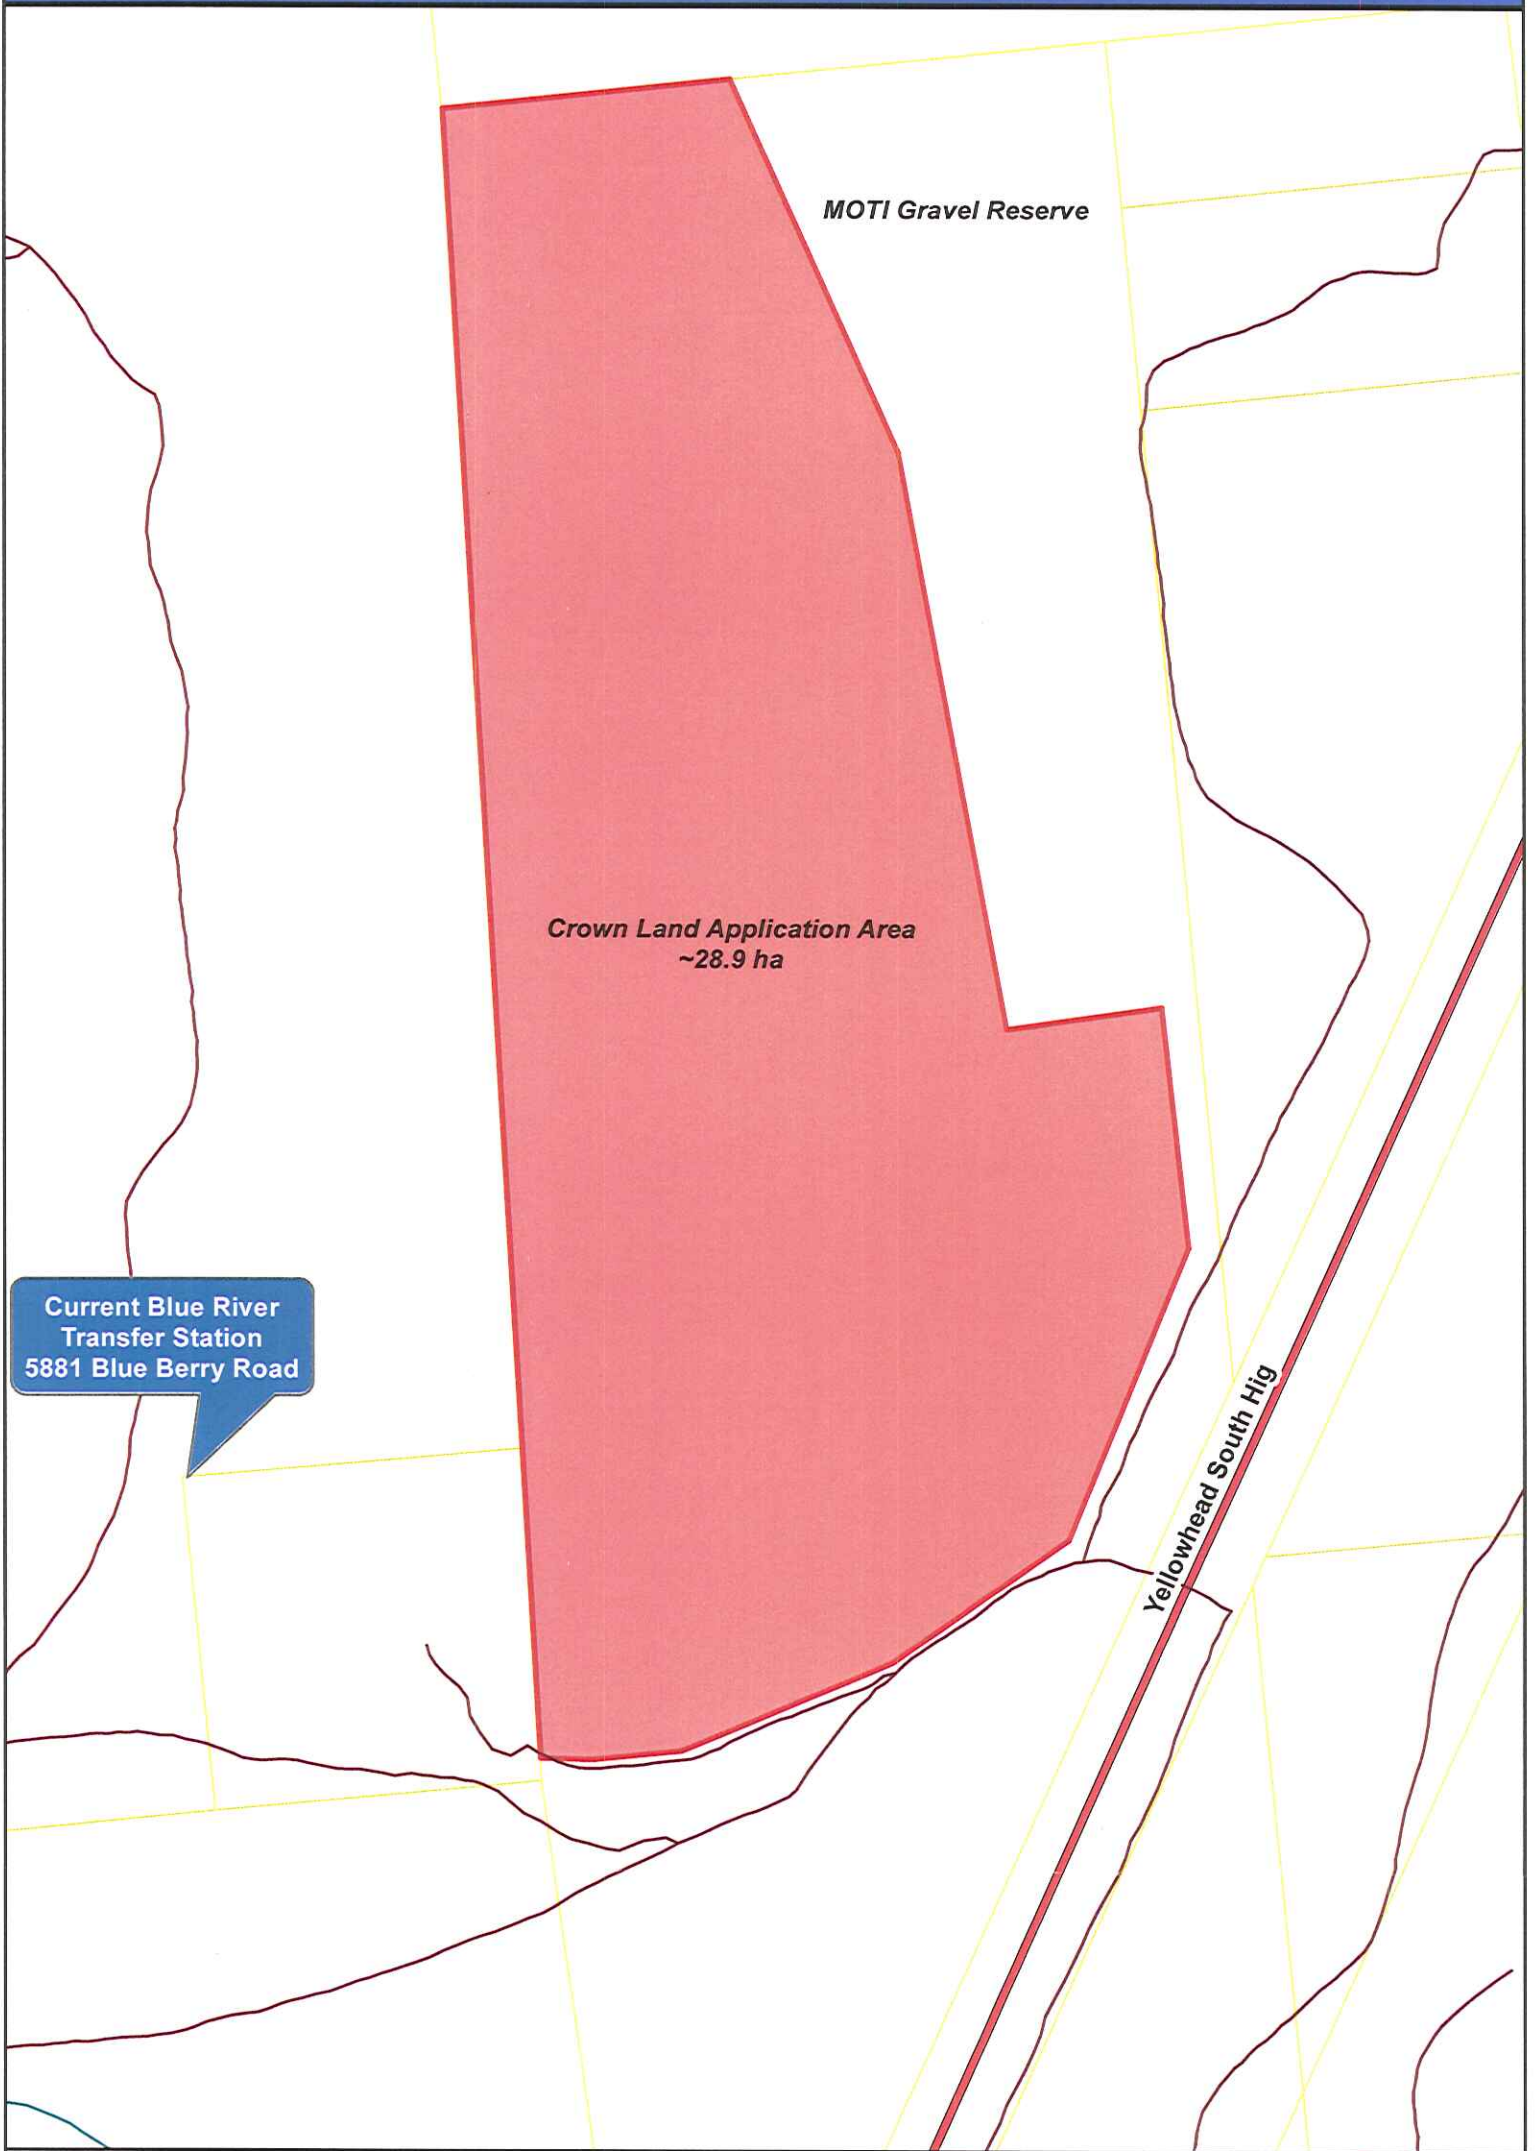 MOTI Gravel Reserve
Crown Land Application Area
~28.9 ha
Current Blue River
Transfer Station
5881 Blue Berry Road
Yellowhead South Hig